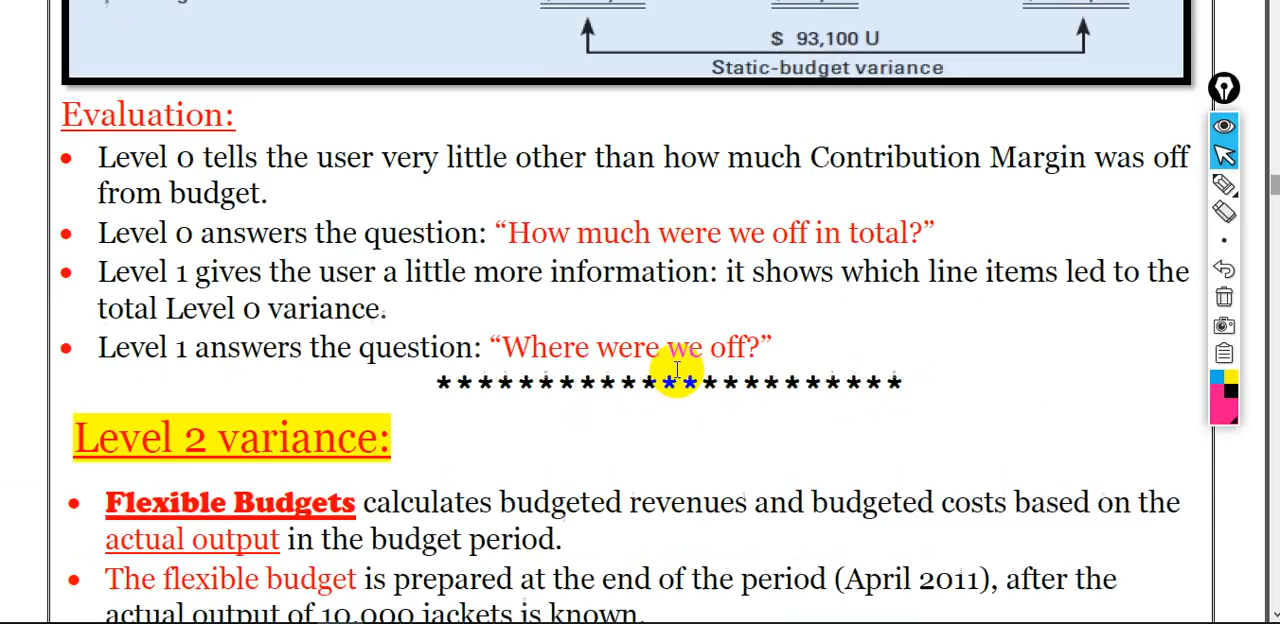 $ 93,100 U
Static-budget variance
Evaluation:
• Level 0 tells the user very little other than how much Contribution Margin was off
from budget.
• Level 0 answers the question: “How much were we off in total?”
• Level 1 gives the user a little more information: it shows which line items led to the
total Level 0 variance.
• Level 1 answers the question: “Where were we off?”
***********************
Level 2 variance:
• Flexible Budgets calculates budgeted revenues and budgeted costs based on the
actual output in the budget period.
• The flexible budget is prepared at the end of the period (April 2011), after the
actual output of 10,000 jackets is known.